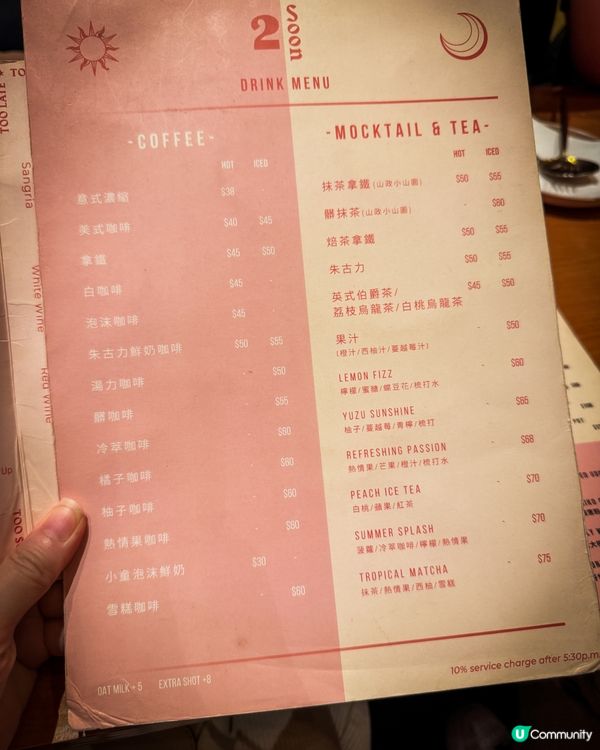 2 Soon
DRINK MENU
-COFFEE-
HOT ICED
意式濃縮 $38 -
美式咖啡 $40 $45
拿鐵 $45 $50
白咖啡 $45 -
泡沫咖啡 $45 -
朱古力鮮奶咖啡 $50 $55
湯力咖啡 - $50
髒咖啡 - $55
冷萃咖啡 - $60
橘子咖啡 - $60
柚子咖啡 - $60
熱情果咖啡 - $60
小童泡沫鮮奶 $30 -
雪糕咖啡 - $60
OAT MILK + 5 EXTRA SHOT +8
-MOCKTAIL & TEA-
HOT ICED
抹茶拿鐵(山政小山園) $50 $55
髒抹茶(山政小山園) - $60
焙茶拿鐵 $50 $55
朱古力 $50 $55
英式伯爵茶/ $45 $50
荔枝烏龍茶/白桃烏龍茶
果汁 - $50
(橙汁/西柚汁/蔓越莓汁)
LEMON FIZZ - $60
檸檬/蜜糖/蝶豆花/梳打水
YUZU SUNSHINE - $65
柚子/蔓越莓/青檸/梳打
REFRESHING PASSION - $68
熱情果/芒果/橙汁/梳打水
PEACH ICE TEA - $70
白桃/蘋果/紅茶
SUMMER SPLASH - $70
菠蘿/冷萃咖啡/檸檬/熱情果
TROPICAL MATCHA - $75
抹茶/熱情果/西柚/雪糕
10% service charge after 5:30p.m
TOO LATE
Sangria
White Wine
Red Wine
Up
U Community